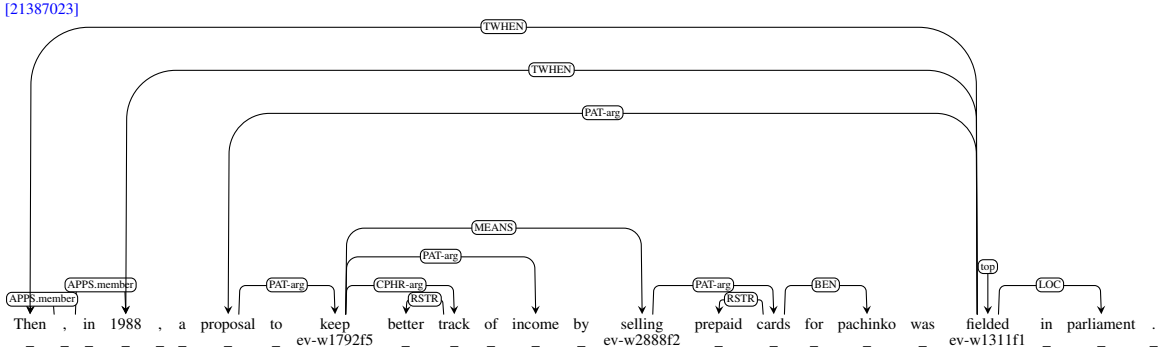 [21387023]
TWHEN
TWHEN
PAT-arg
MEANS
PAT-arg
top
APPS.member PAT-arg CPHR-arg PAT-arg BEN LOC
APPS.member RSTR RSTR
Then , in 1988 , a proposal to keep better track of income by selling prepaid cards for pachinko was fielded in parliament .
_ _ _ _ _ _ _ _ ev-w1792f5 _ _ _ _ _ ev-w2888f2 _ _ _ _ _ ev-w1311f1 _ _ _